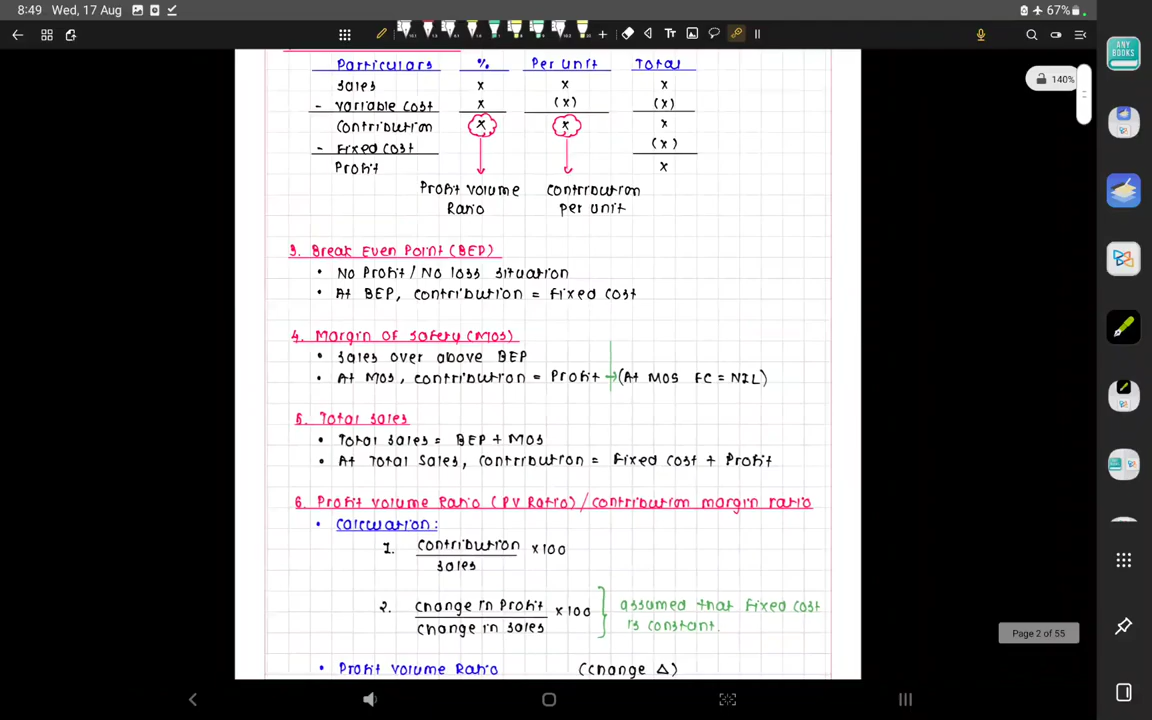 8:49 Wed, 17 Aug
67%
TT
140%
Particulars % Per Unit Total
Sales x x x
- Variable Cost x (x) (x)
Contribution x x x
- Fixed Cost (x)
Profit x
Profit Volume Ratio
Contribution per unit
3. Break Even Point (BEP)
• No Profit / No loss situation
• At BEP, contribution = Fixed Cost
4. Margin Of Safety (MOS)
• Sales over above BEP
• At MOS, contribution = Profit → (At MOS FC = NIL)
5. Total Sales
• Total Sales = BEP + MOS
• At Total Sales, contribution = Fixed Cost + Profit
6. Profit Volume Ratio (PV Ratio) / contribution margin ratio
• Calculation:
1. Contribution
Sales
x 100
2. Change in Profit
Change in Sales
x 100
assumed that Fixed Cost
is constant.
• Profit Volume Ratio (Change Δ)
Page 2 of 55
ANY
BOOKS